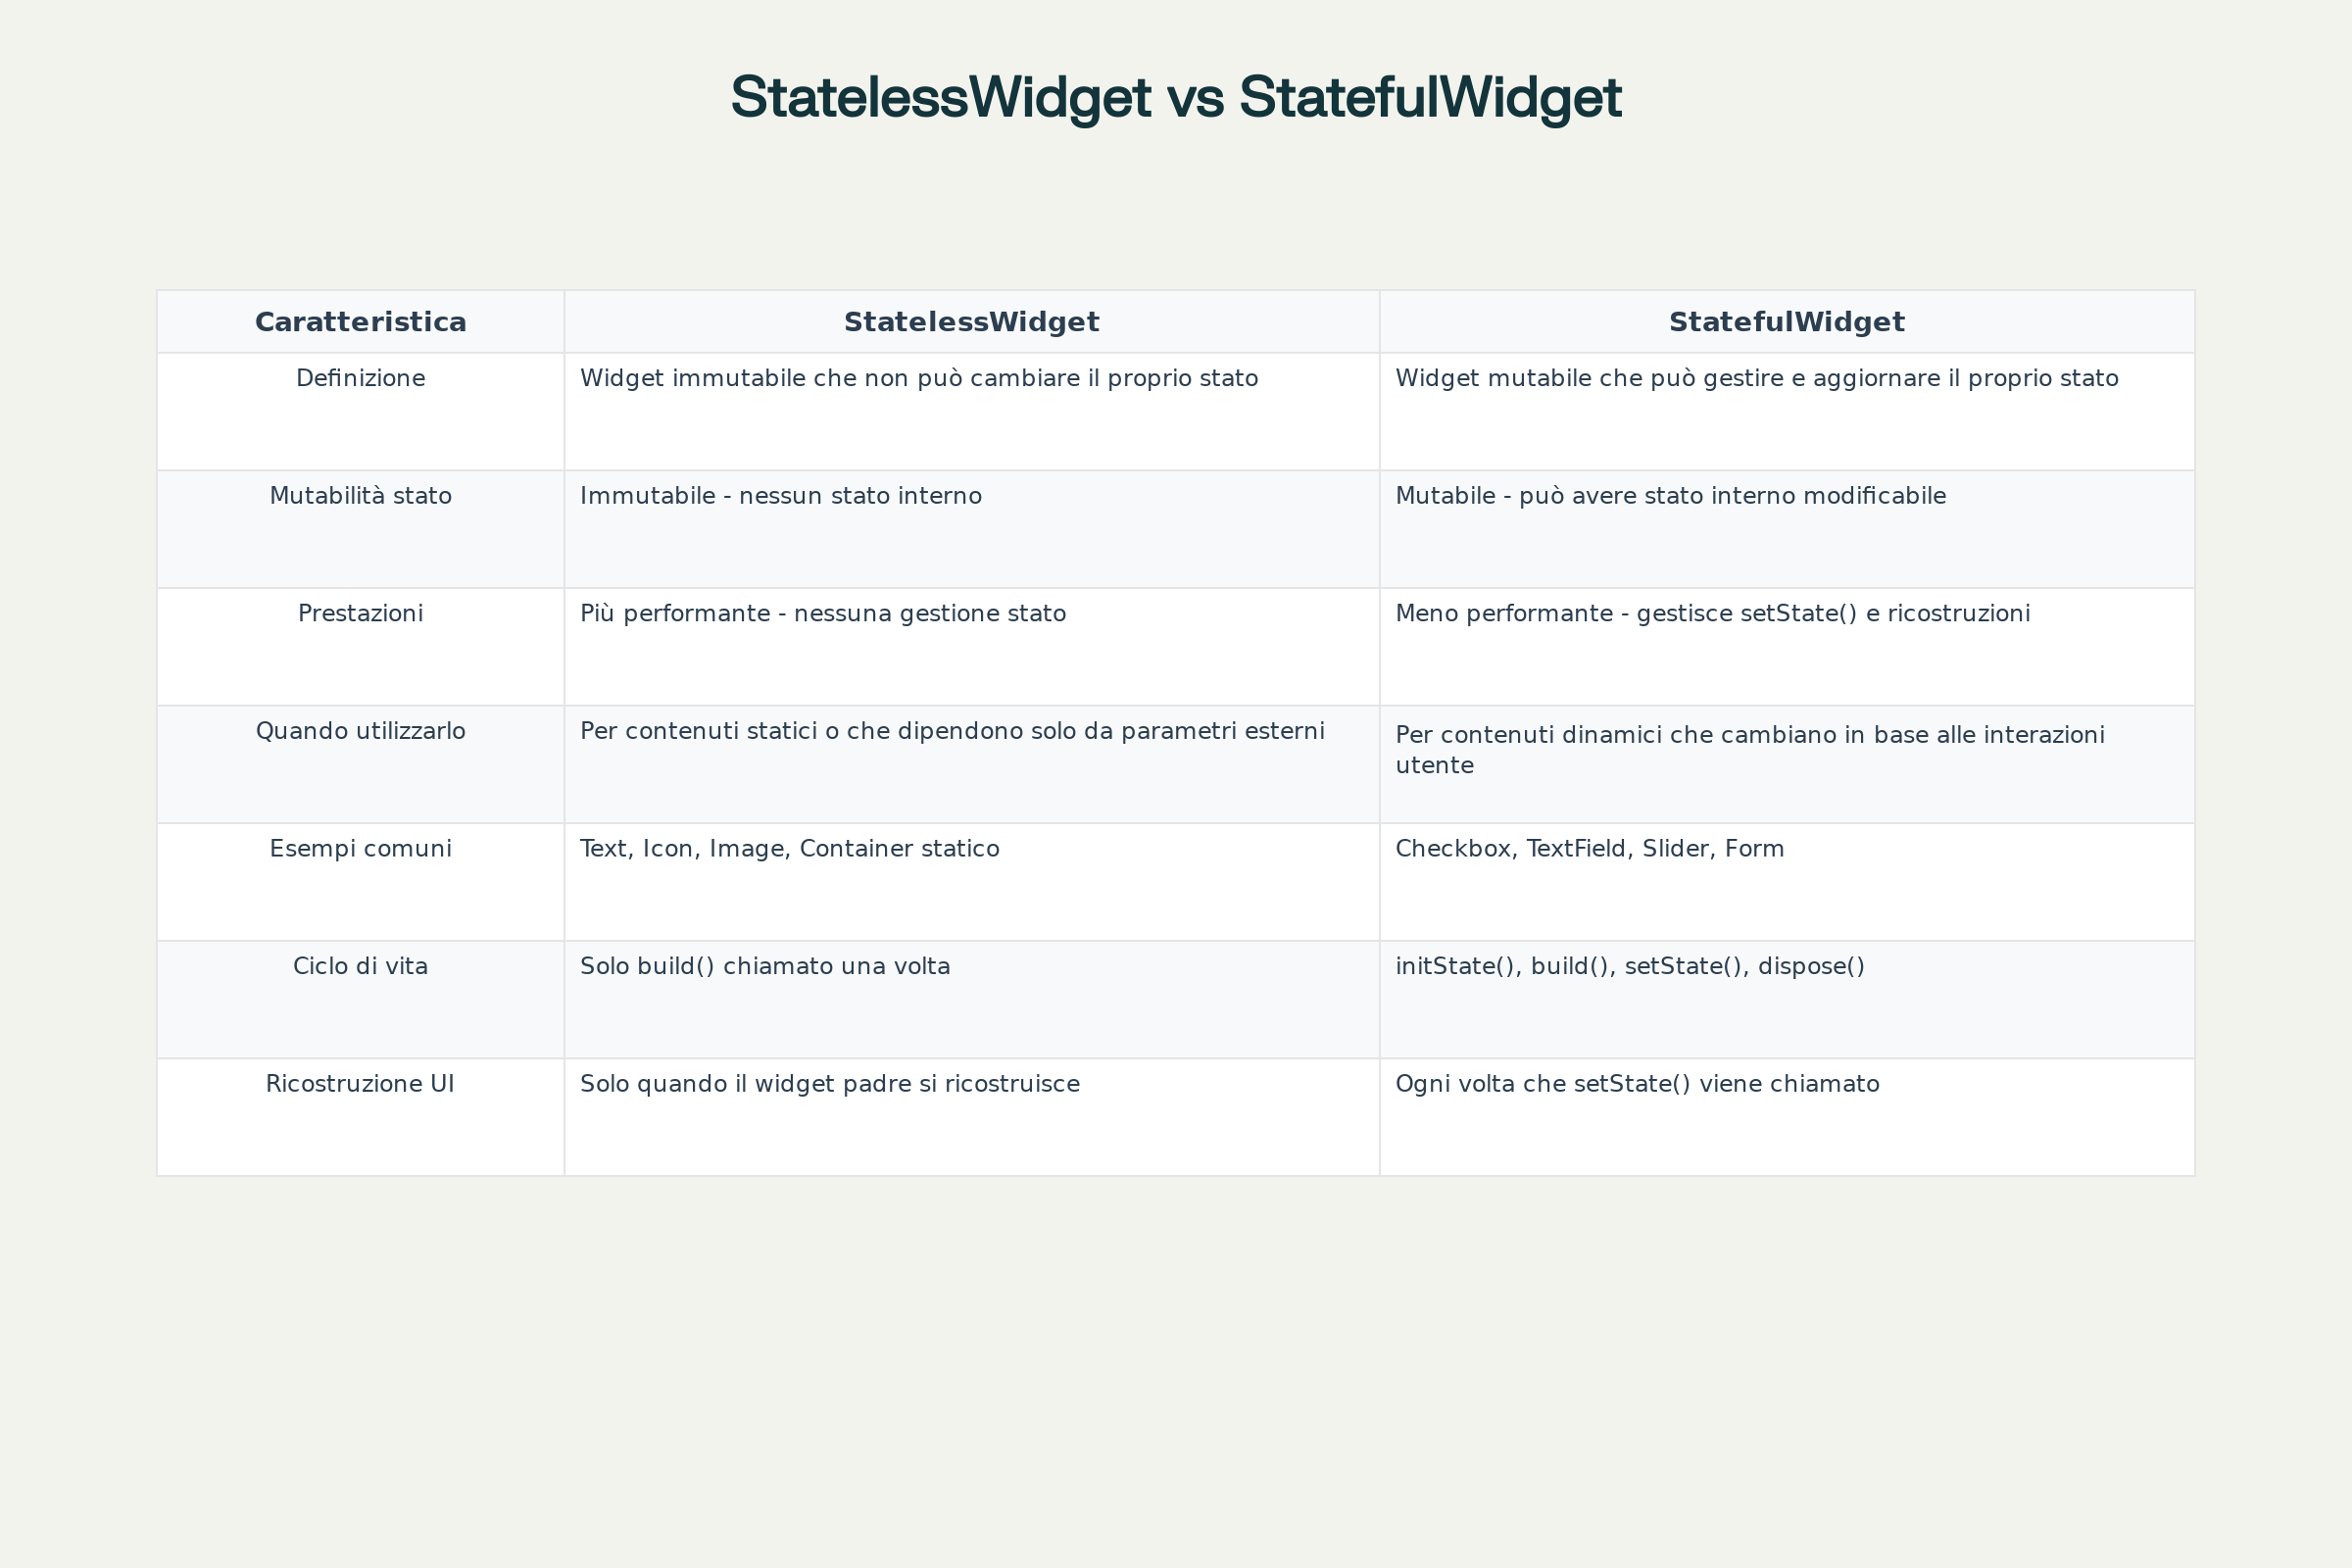 StatelessWidget vs StatefulWidget
Caratteristica
StatelessWidget
StatefulWidget
Definizione
Widget immutabile che non può cambiare il proprio stato
Widget mutabile che può gestire e aggiornare il proprio stato
Mutabilità stato
Immutabile - nessun stato interno
Mutabile - può avere stato interno modificabile
Prestazioni
Più performante - nessuna gestione stato
Meno performante - gestisce setState() e ricostruzioni
Quando utilizzarlo
Per contenuti statici o che dipendono solo da parametri esterni
Per contenuti dinamici che cambiano in base alle interazioni
utente
Esempi comuni
Text, Icon, Image, Container statico
Checkbox, TextField, Slider, Form
Ciclo di vita
Solo build() chiamato una volta
initState(), build(), setState(), dispose()
Ricostruzione UI
Solo quando il widget padre si ricostruisce
Ogni volta che setState() viene chiamato